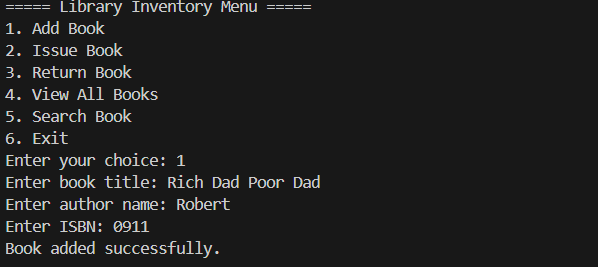 ===== Library Inventory Menu =====
1. Add Book
2. Issue Book
3. Return Book
4. View All Books
5. Search Book
6. Exit
Enter your choice: 1
Enter book title: Rich Dad Poor Dad
Enter author name: Robert
Enter ISBN: 0911
Book added successfully.